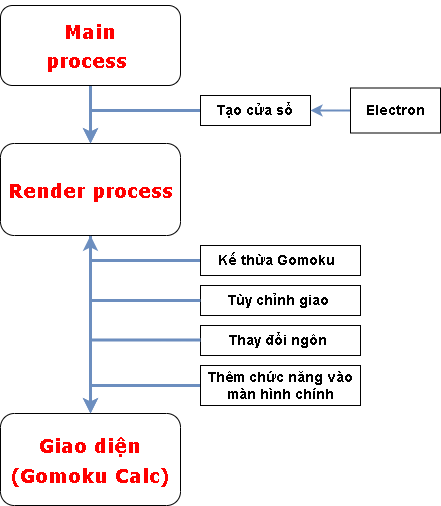 Main
process
Tạo cửa sổ
Electron
Render process
Kế thừa Gomoku
Tùy chỉnh giao
Thay đổi ngôn
Thêm chức năng vào
màn hình chính
Giao diện
(Gomoku Calc)